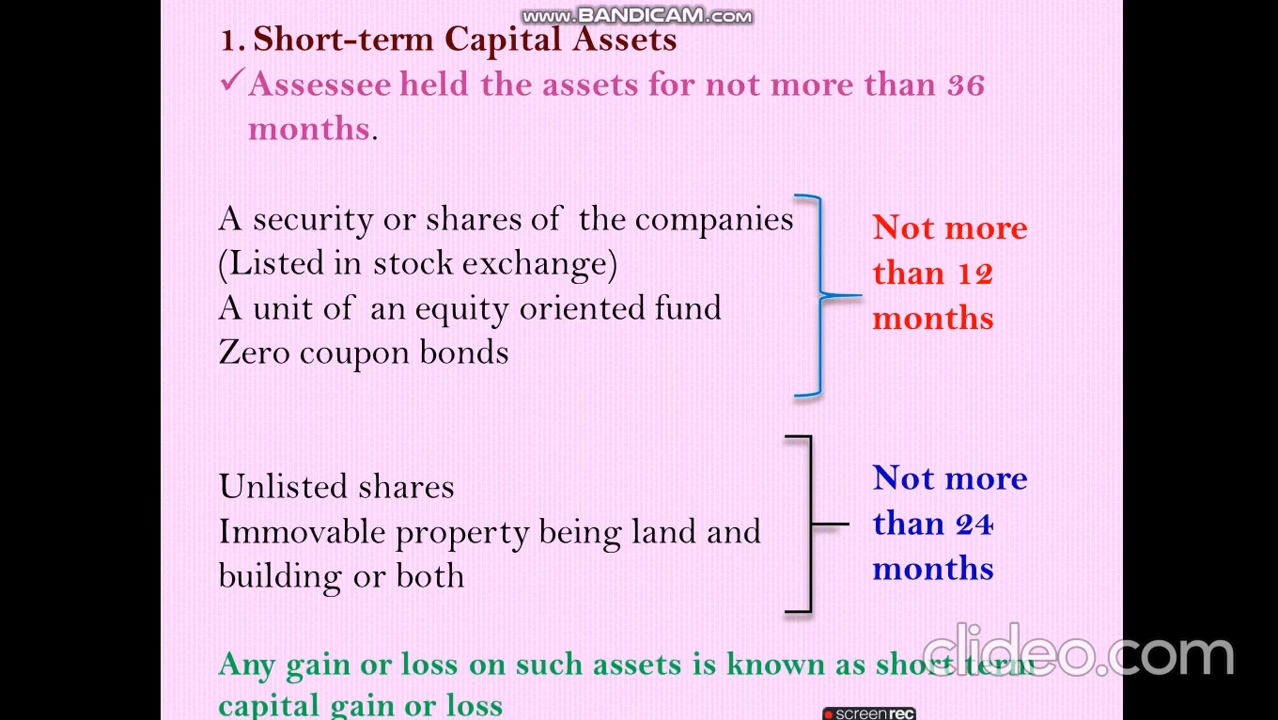 www.BANDICAM.com
1. Short-term Capital Assets
✓Assessee held the assets for not more than 36
months.
A security or shares of the companies
(Listed in stock exchange)
A unit of an equity oriented fund
Zero coupon bonds
Not more
than 12
months
Unlisted shares
Immovable property being land and
building or both
Not more
than 24
months
Any gain or loss on such assets is known as short term
capital gain or loss
clideo.com
screenrec